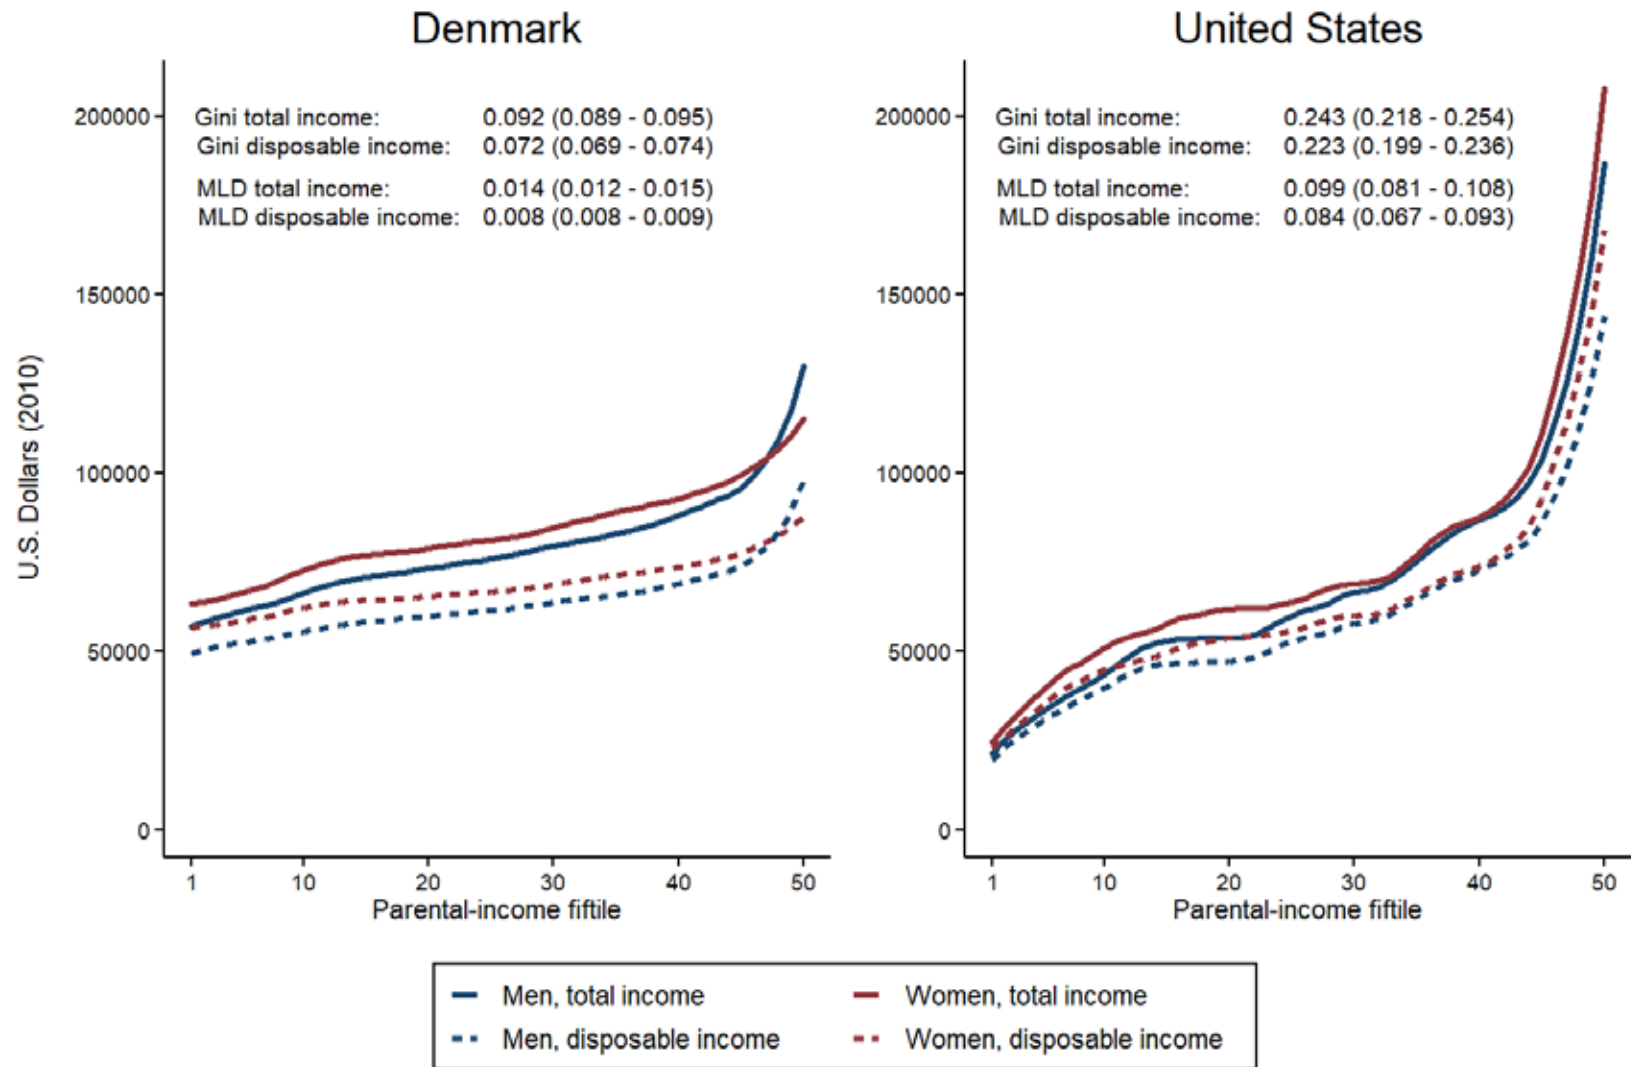 Denmark
Gini total income: 0.092 (0.089 - 0.095)
Gini disposable income: 0.072 (0.069 - 0.074)
MLD total income: 0.014 (0.012 - 0.015)
MLD disposable income: 0.008 (0.008 - 0.009)
200000
150000
100000
50000
0
U.S. Dollars (2010)
1 10 20 30 40 50
Parental-income fiftile
United States
Gini total income: 0.243 (0.218 - 0.254)
Gini disposable income: 0.223 (0.199 - 0.236)
MLD total income: 0.099 (0.081 - 0.108)
MLD disposable income: 0.084 (0.067 - 0.093)
200000
150000
100000
50000
0
1 10 20 30 40 50
Parental-income fiftile
Men, total income
Women, total income
Men, disposable income
Women, disposable income